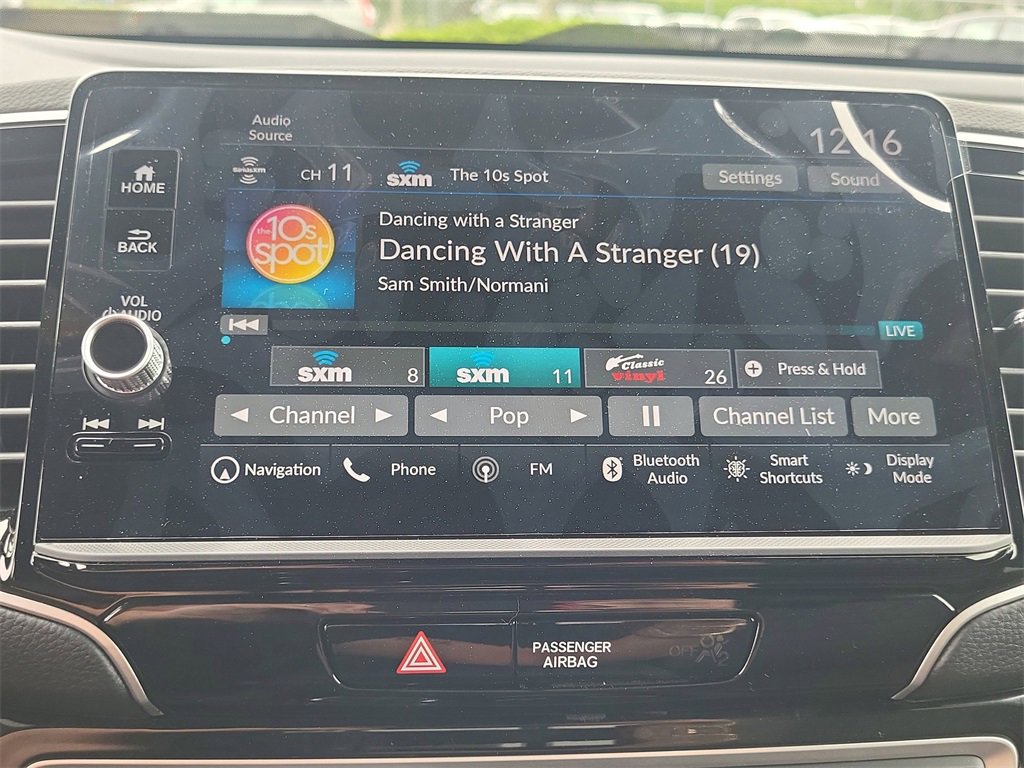 Audio
Source
12:16
HOME
SiriusXM
CH 11
sxm
The 10s Spot
Settings
Sound
the 10s
spot
Dancing with a Stranger
Dancing With A Stranger (19)
Sam Smith/Normani
BACK
VOL
AUDIO
LIVE
sxm 8
sxm 11
Classic
Vinyl 26
Press & Hold
Channel
Pop
Channel List
More
Navigation
Phone
FM
Bluetooth
Audio
Smart
Shortcuts
Display
Mode
PASSENGER
AIRBAG
OFF 2